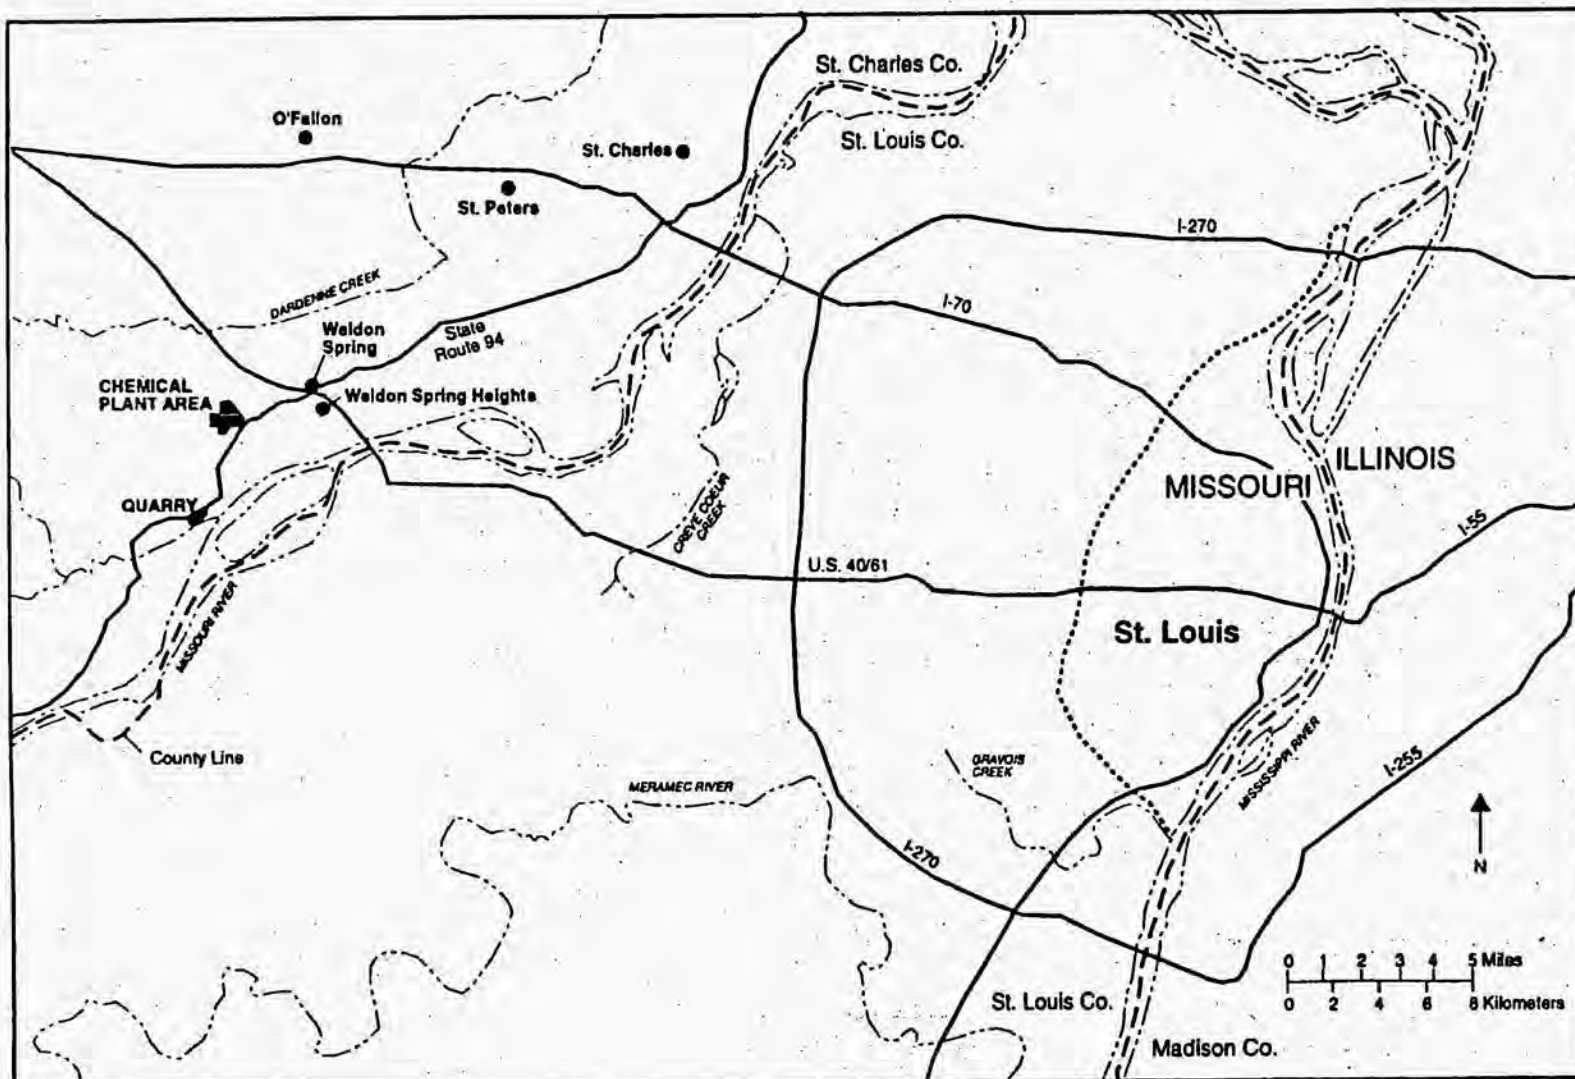 St. Charles Co.
St. Louis Co.
O'Fallon
St. Charles
St. Peters
I-270
DARDENNE CREEK
I-70
Weldon
Spring
State
Route 94
CHEMICAL
PLANT AREA
Weldon Spring Heights
ILLINOIS
MISSOURI
QUARRY
CREVE COEUR
CREEK
I-55
U.S. 40/61
MISSOURI RIVER
St. Louis
County Line
GRAVOIS
CREEK
MISSISSIPPI RIVER
I-255
MERAMEC RIVER
I-270
N
0 1 2 3 4 5 Miles
0 2 4 6 8 Kilometers
St. Louis Co.
Madison Co.